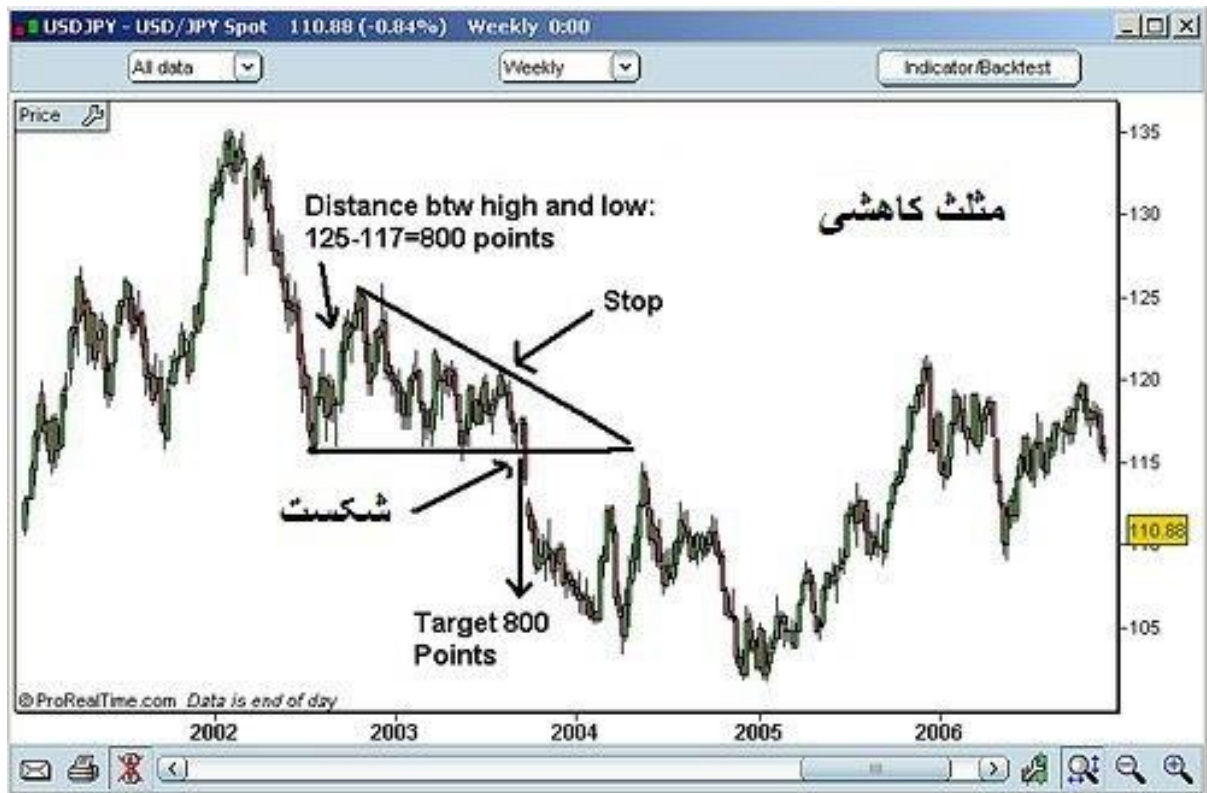 USDJPY - USD/JPY Spot 110.88 (-0.84%) Weekly 0:00
All data Weekly Indicator/Backtest
Price
135
130
125
120
115
110
105
110.88
مثلث کاهشی
Distance btw high and low:
125-117=800 points
Stop
شکست
Target 800
Points
© ProRealTime.com Data is end of day
2002 2003 2004 2005 2006